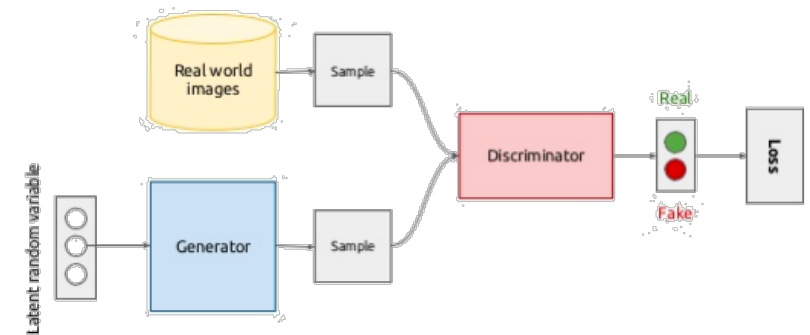 Real world
images
Sample
Real
Discriminator
Loss
Fake
Latent random variable
Generator
Sample